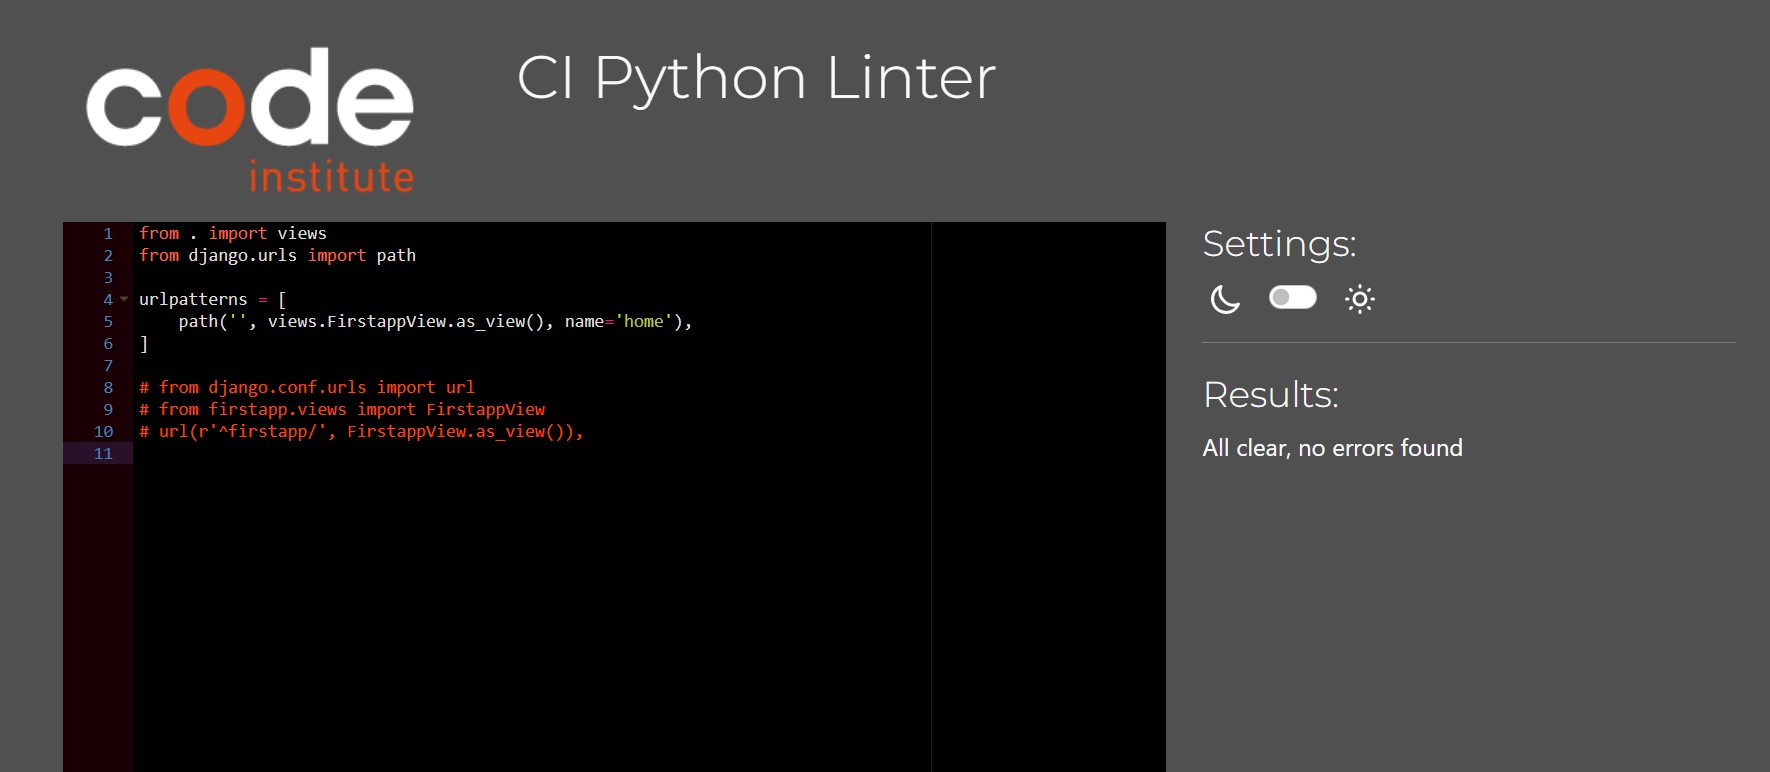 code
institute
CI Python Linter
1 from . import views
2 from django.urls import path
3
4 urlpatterns = [
5     path('', views.FirstappView.as_view(), name='home'),
6 ]
7
8 # from django.conf.urls import url
9 # from firstapp.views import FirstappView
10 # url(r'^firstapp/', FirstappView.as_view()),
11
Settings:
Results:
All clear, no errors found